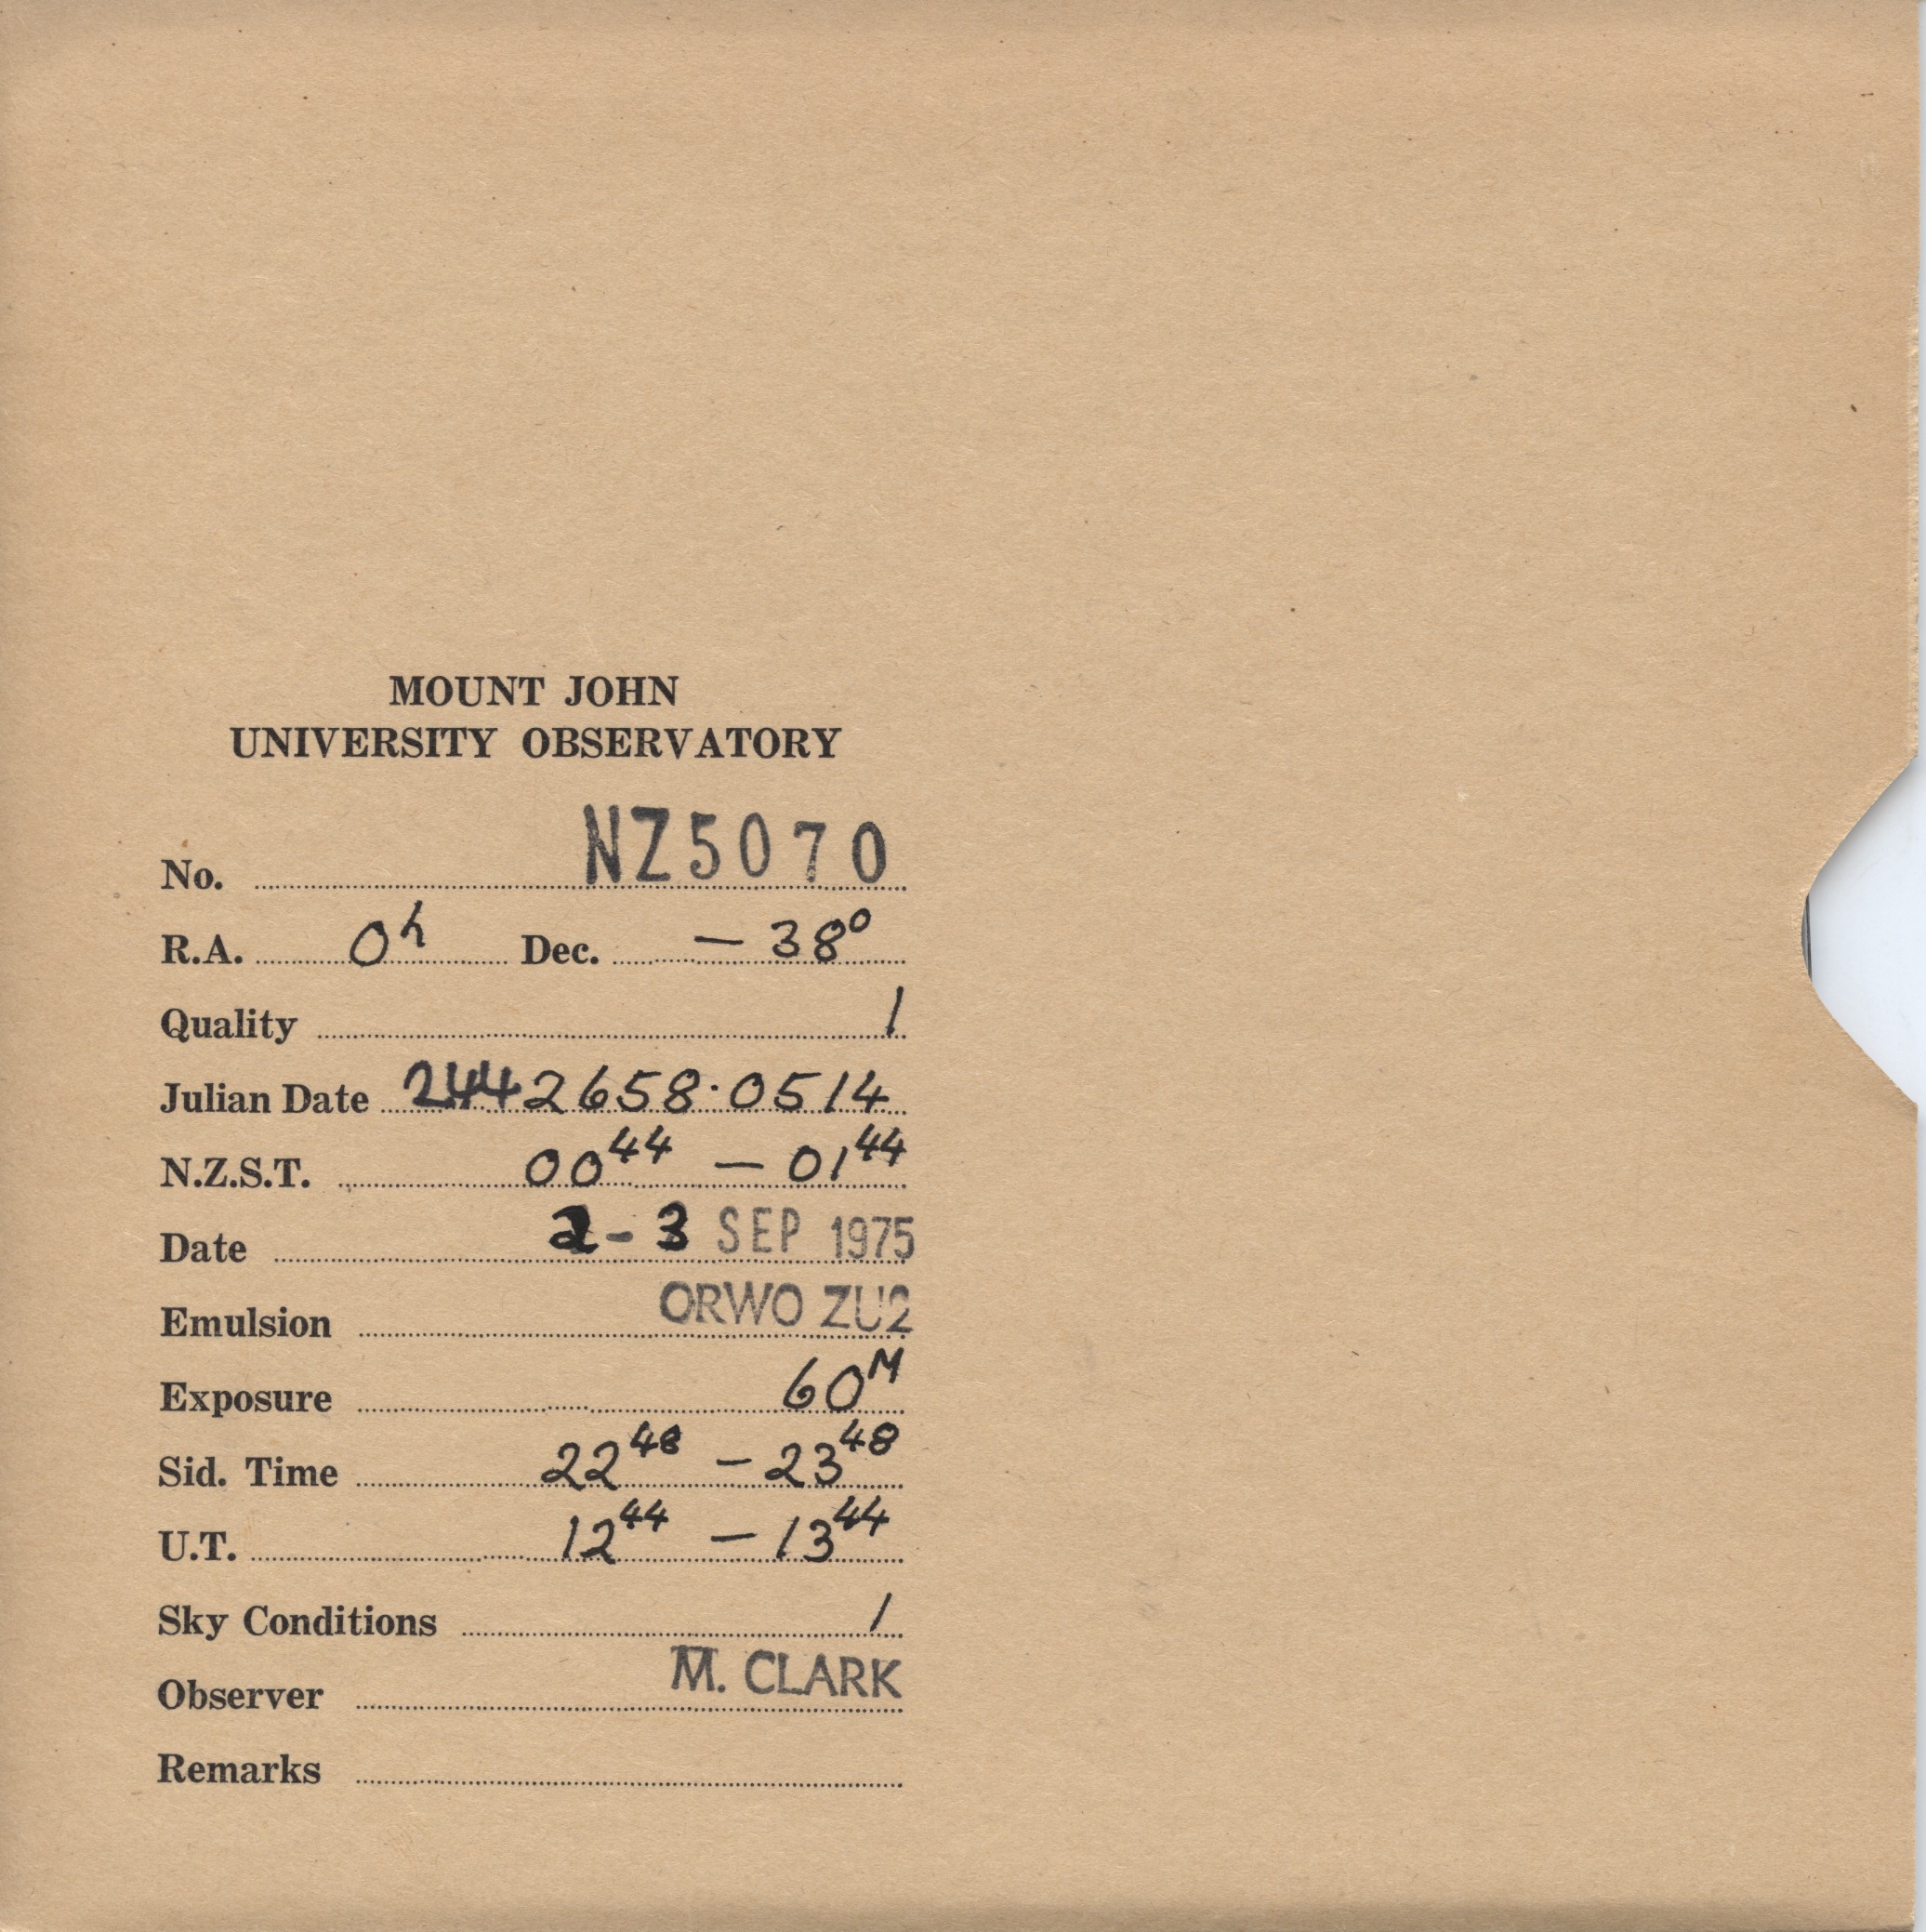 MOUNT JOHN
UNIVERSITY OBSERVATORY
No. NZ5070
R.A. 0ʰ Dec. – 38°
Quality 1
Julian Date 2442658·0514
N.Z.S.T. 00⁴⁴ – 01⁴⁴
Date 2 - 3 SEP 1975
Emulsion ORWO ZU2
Exposure 60ᴹ
Sid. Time 22⁴⁸ – 23⁴⁸
U.T. 12⁴⁴ – 13⁴⁴
Sky Conditions 1
Observer M. CLARK
Remarks